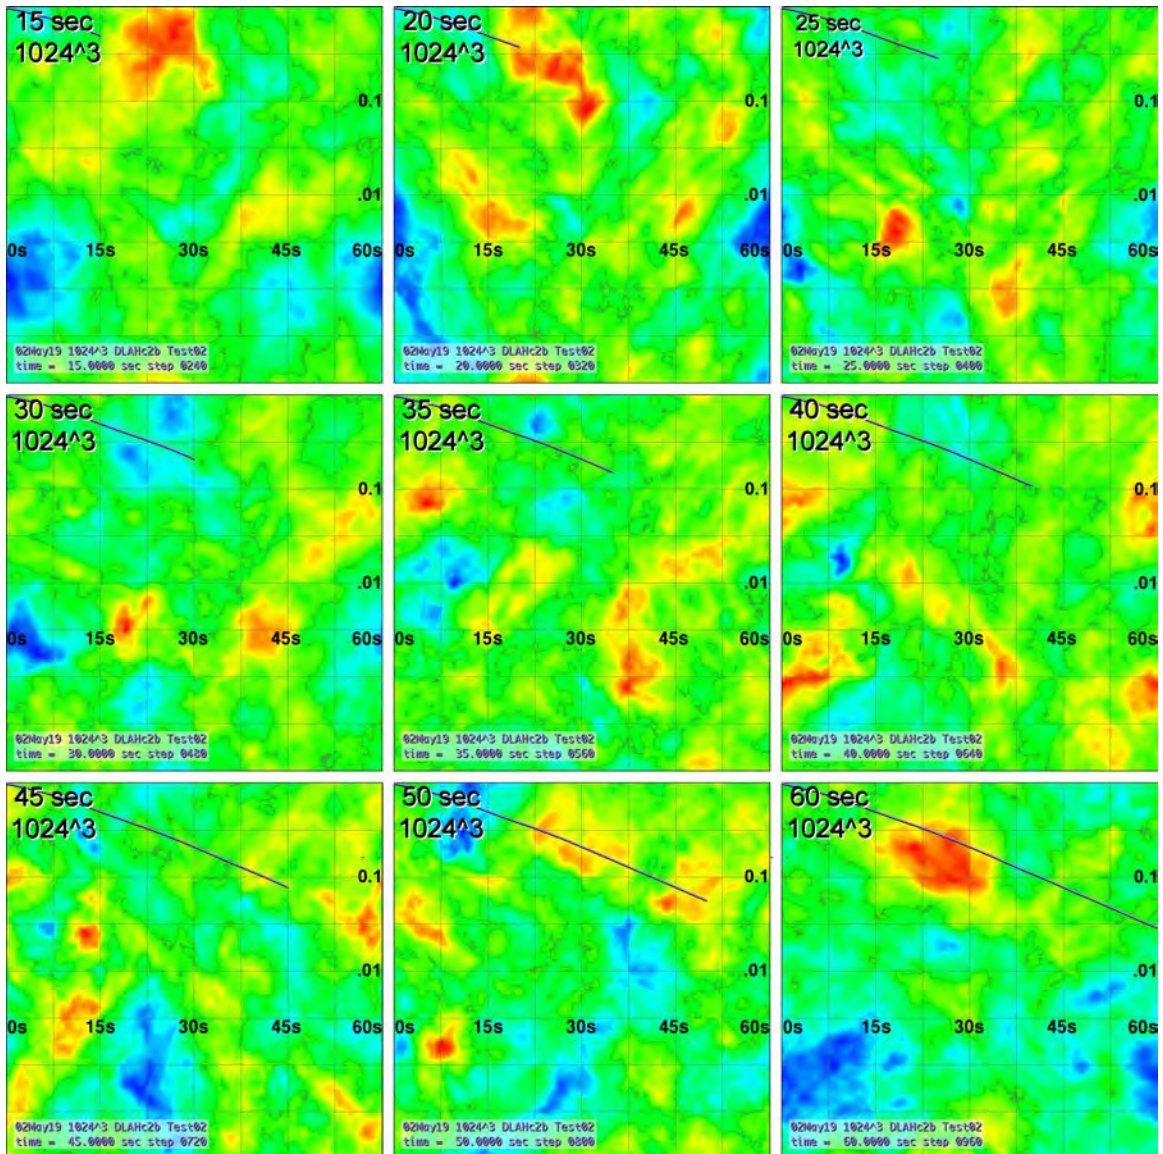 15 sec
1024^3
0.1
.01
0s 15s 30s 45s 60s
02May19 1024^3 DLAHc2b Test02
time = 15.0000 sec step 0240
20 sec
1024^3
0.1
.01
0s 15s 30s 45s 60s
02May19 1024^3 DLAHc2b Test02
time = 20.0000 sec step 0320
25 sec
1024^3
0.1
.01
0s 15s 30s 45s 60s
02May19 1024^3 DLAHc2b Test02
time = 25.0000 sec step 0400
30 sec
1024^3
0.1
.01
0s 15s 30s 45s 60s
02May19 1024^3 DLAHc2b Test02
time = 30.0000 sec step 0480
35 sec
1024^3
0.1
.01
0s 15s 30s 45s 60s
02May19 1024^3 DLAHc2b Test02
time = 35.0000 sec step 0560
40 sec
1024^3
0.1
.01
0s 15s 30s 45s 60s
02May19 1024^3 DLAHc2b Test02
time = 40.0000 sec step 0640
45 sec
1024^3
0.1
.01
0s 15s 30s 45s 60s
02May19 1024^3 DLAHc2b Test02
time = 45.0000 sec step 0720
50 sec
1024^3
0.1
.01
0s 15s 30s 45s 60s
02May19 1024^3 DLAHc2b Test02
time = 50.0000 sec step 0800
60 sec
1024^3
0.1
.01
0s 15s 30s 45s 60s
02May19 1024^3 DLAHc2b Test02
time = 60.0000 sec step 0960